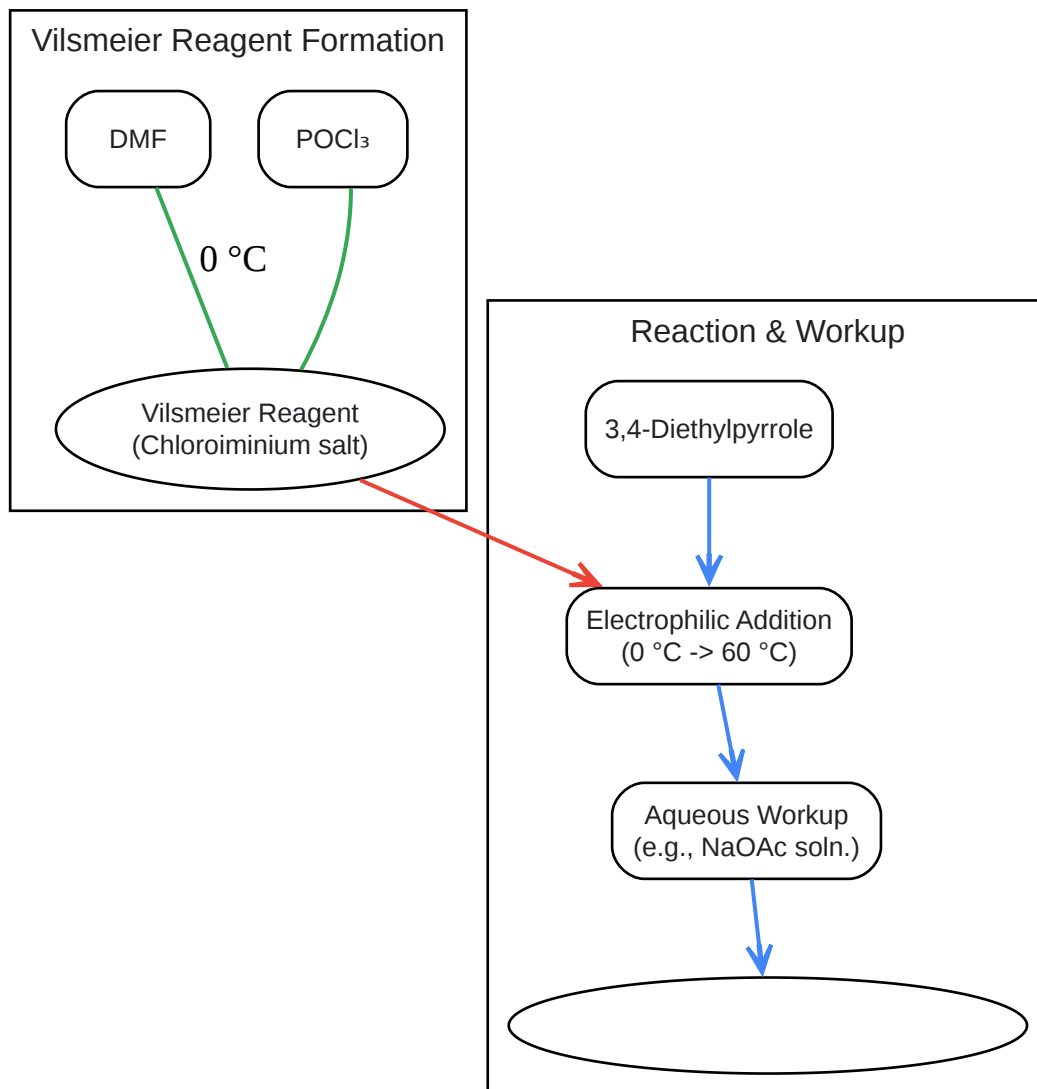 Vilsmeier Reagent Formation
DMF
POCl₃
0 °C
Vilsmeier Reagent
(Chloroiminium salt)
Reaction & Workup
3,4-Diethylpyrrole
Electrophilic Addition
(0 °C -> 60 °C)
Aqueous Workup
(e.g., NaOAc soln.)